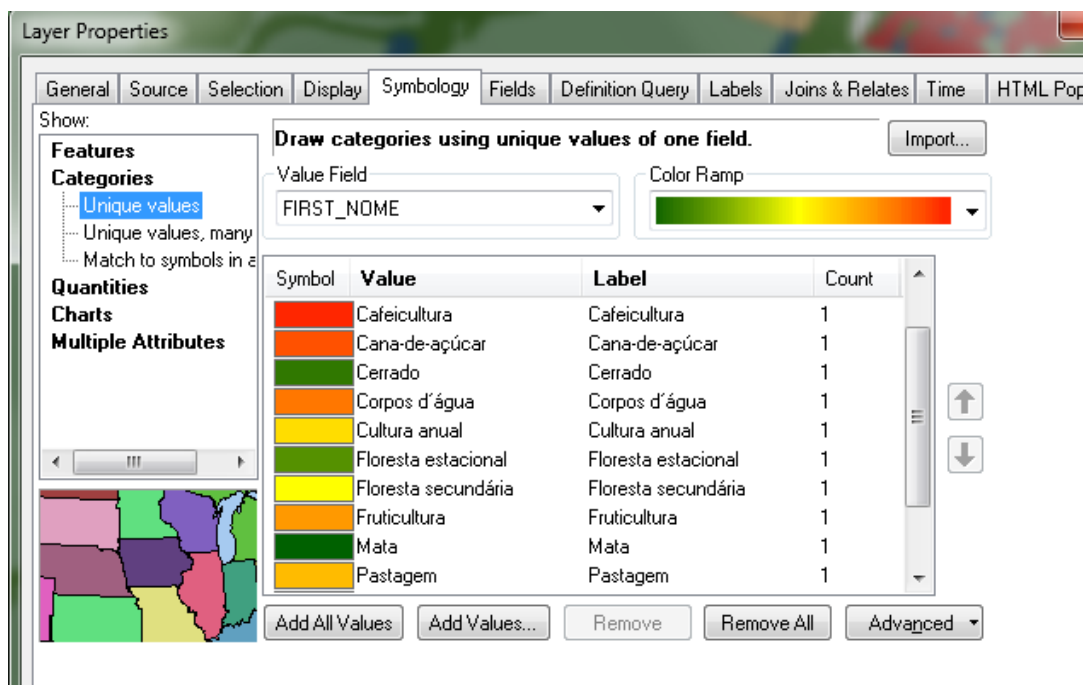 Layer Properties
General Source Selection Display Symbology Fields Definition Query Labels Joins & Relates Time HTML Pop
Show:
Features
Categories
Unique values
Unique values, many
Match to symbols in a
Quantities
Charts
Multiple Attributes
Draw categories using unique values of one field.
Import...
Value Field
FIRST_NOME
Color Ramp
Symbol Value Label Count
Cafeicultura Cafeicultura 1
Cana-de-açúcar Cana-de-açúcar 1
Cerrado Cerrado 1
Corpos d´água Corpos d´água 1
Cultura anual Cultura anual 1
Floresta estacional Floresta estacional 1
Floresta secundária Floresta secundária 1
Fruticultura Fruticultura 1
Mata Mata 1
Pastagem Pastagem 1
Add All Values Add Values... Remove Remove All Advanced